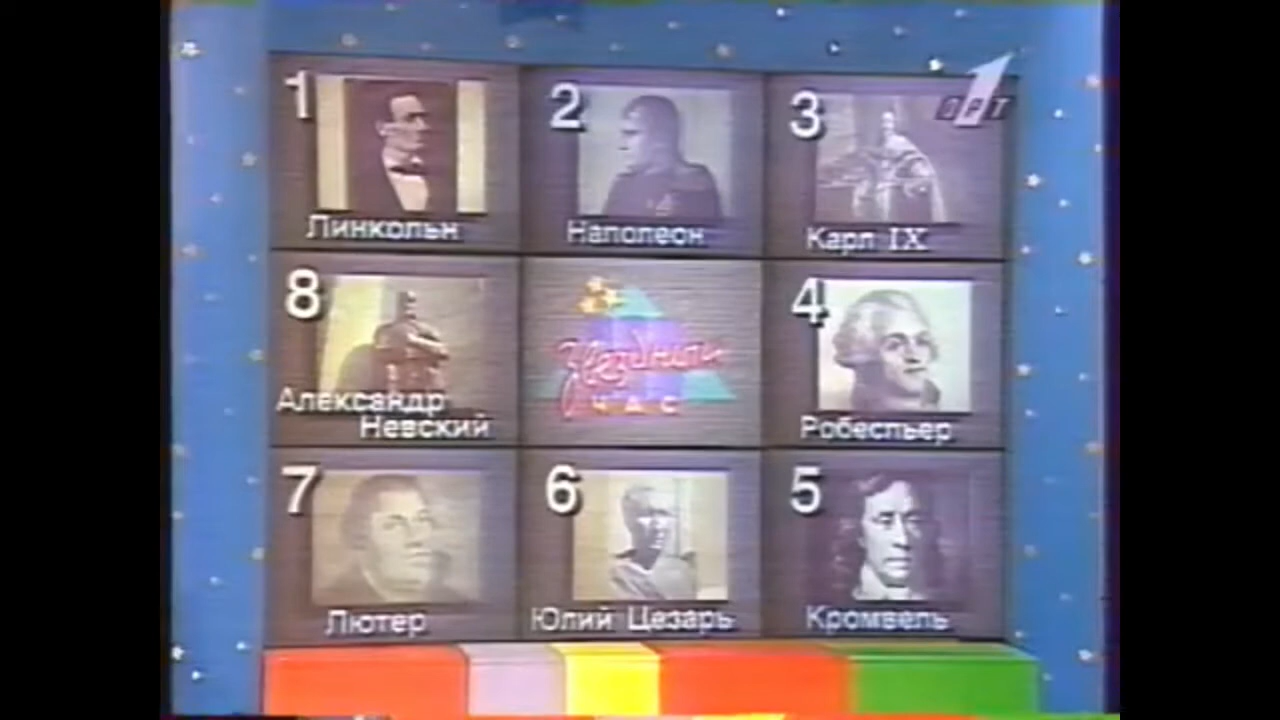 1
2
3
ОРТ
Линкольн
Наполеон
Карл IX
8
4
Звёздный
ЧАС
Александр
Невский
Робеспьер
7
6
5
Лютер
Юлий Цезарь
Кромвель